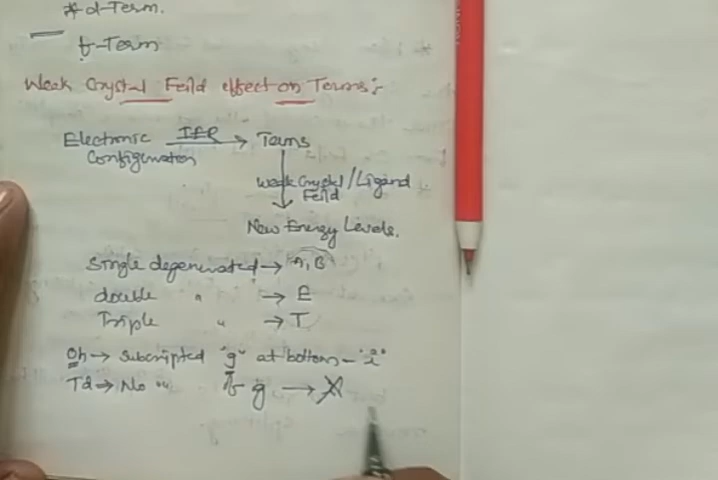 # d-Term.
f-Term
Weak Crystal Feild effect on Terms:-
Electronic IER Terms
Configuration
Weak Crystal/Ligand
Feild
New Energy Levels.
Single degenerated → A, B
double " → E
Triple " → T
Oh → Subscripted "g" at bottom -
Td → No " g → X